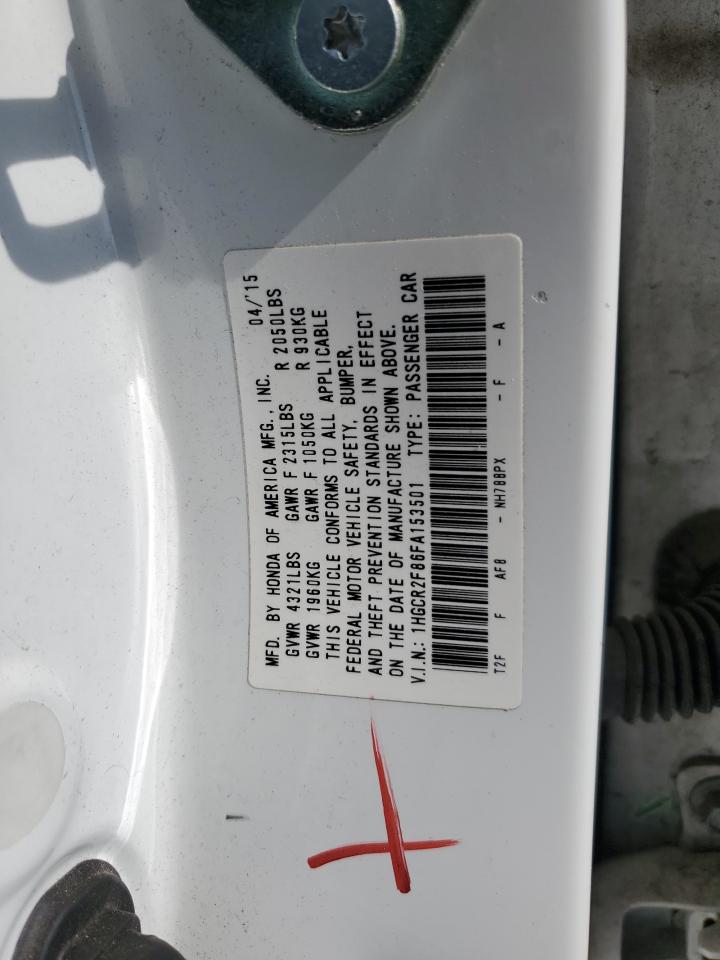 MFD. BY HONDA OF AMERICA MFG., INC. 04/'15
GVWR 4321LBS GAWR F 2315LBS R 2050LBS
GVWR 1960KG GAWR F 1050KG R 930KG
THIS VEHICLE CONFORMS TO ALL APPLICABLE
FEDERAL MOTOR VEHICLE SAFETY, BUMPER,
AND THEFT PREVENTION STANDARDS IN EFFECT
ON THE DATE OF MANUFACTURE SHOWN ABOVE.
V.I.N.: 1HGCR2F86FA153501 TYPE: PASSENGER CAR
T2F F AF8 - NH788PX - F - A